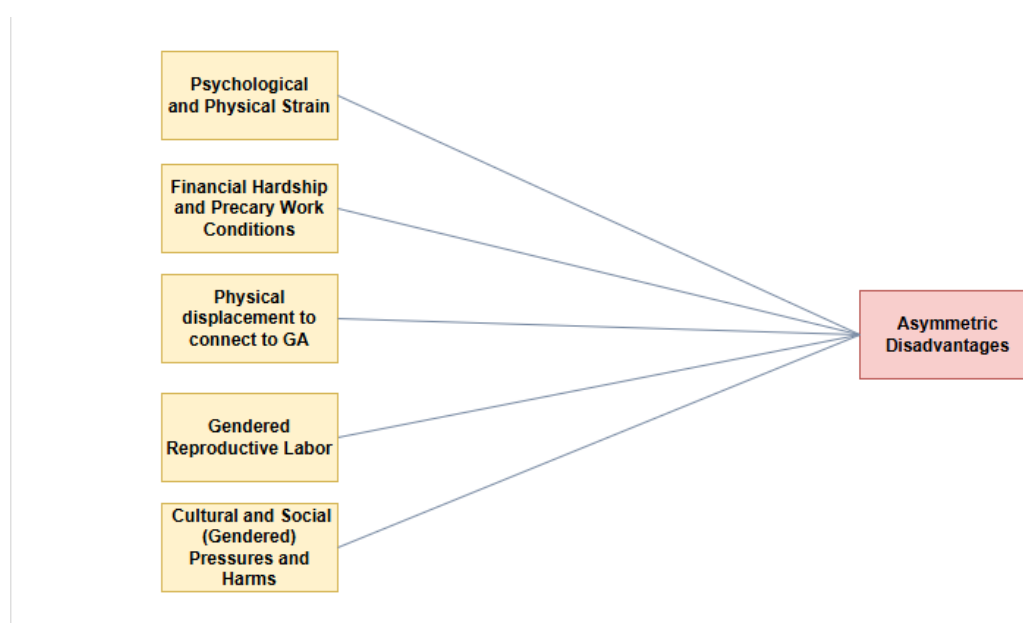 Psychological
and Physical Strain
Financial Hardship
and Precary Work
Conditions
Physical
displacement to
connect to GA
Gendered
Reproductive Labor
Cultural and Social
(Gendered)
Pressures and
Harms
Asymmetric
Disadvantages